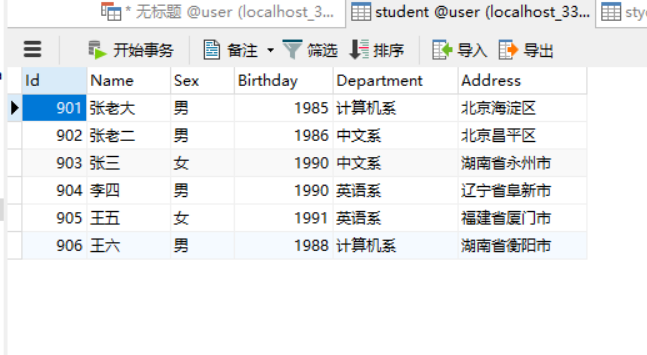 * 无标题 @user (localhost_3... student @user (localhost_33... sty
开始事务 备注 筛选 排序 导入 导出
Id Name Sex Birthday Department Address
901 张老大 男 1985 计算机系 北京海淀区
902 张老二 男 1986 中文系 北京昌平区
903 张三 女 1990 中文系 湖南省永州市
904 李四 男 1990 英语系 辽宁省阜新市
905 王五 女 1991 英语系 福建省厦门市
906 王六 男 1988 计算机系 湖南省衡阳市